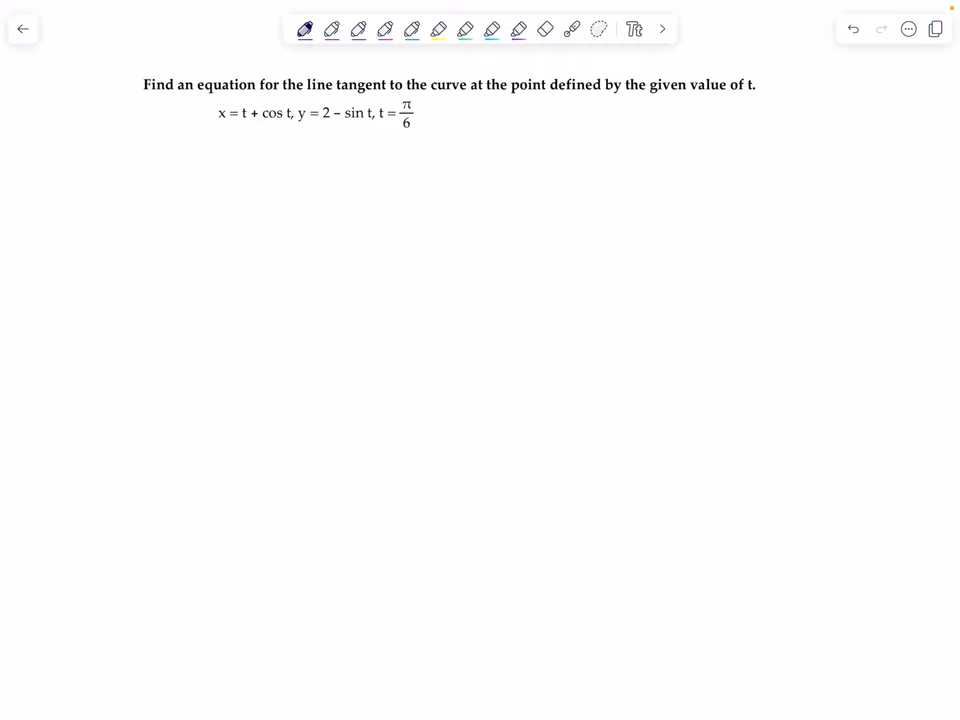 Tt
Find an equation for the line tangent to the curve at the point defined by the given value of t.
x = t + cos t, y = 2 – sin t, t = π/6